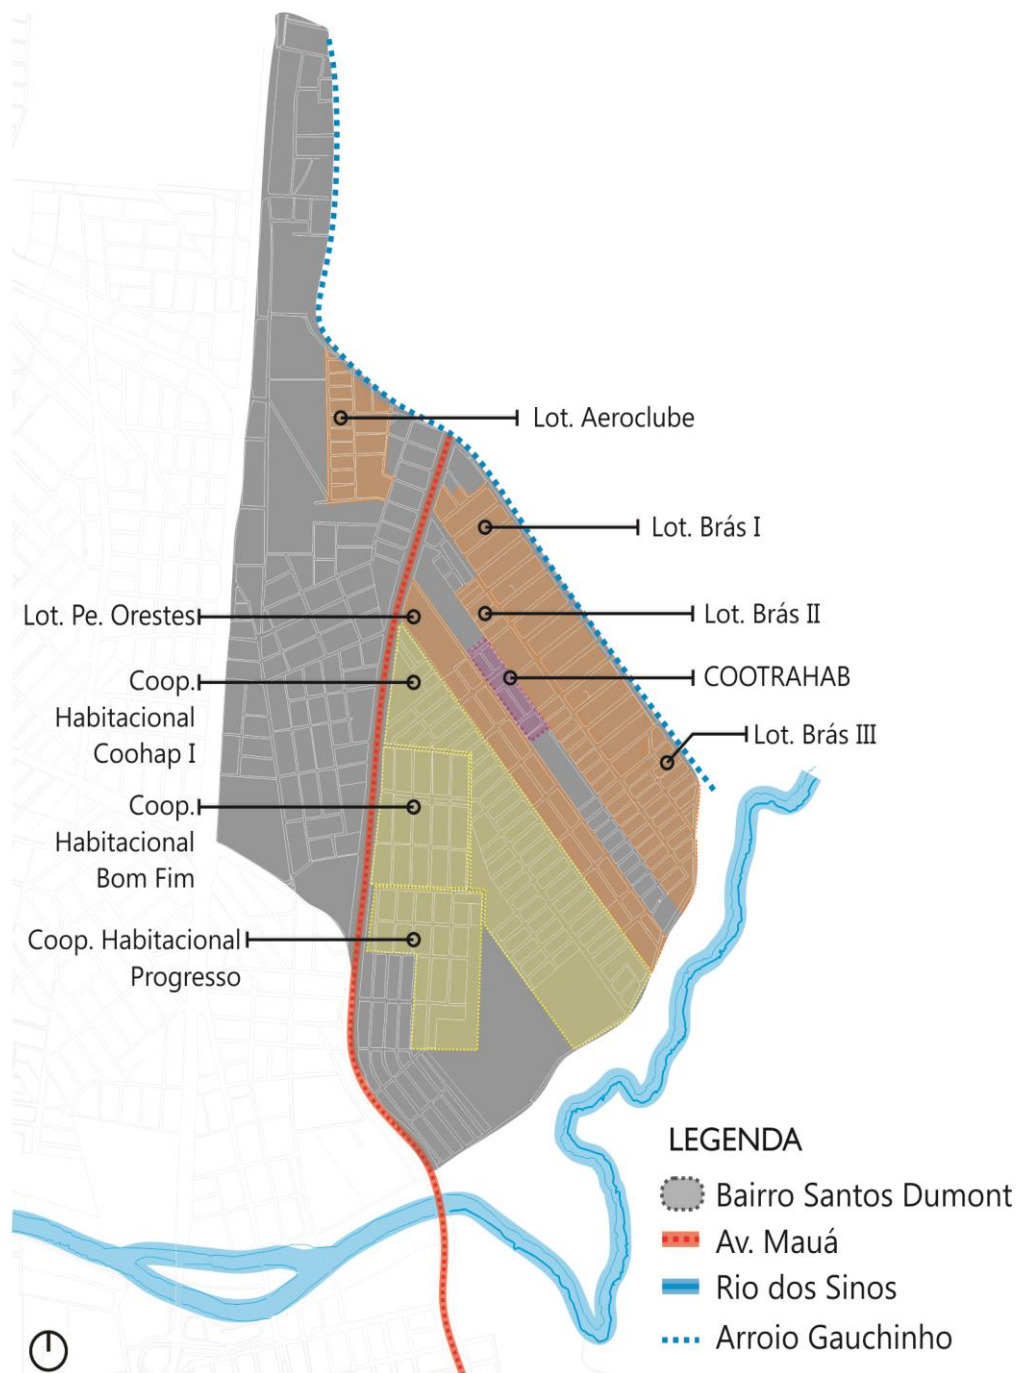 Lot. Aeroclube
Lot. Brás I
Lot. Pe. Orestes
Lot. Brás II
Coop.
Habitacional
Coohap I
COOTRAHAB
Lot. Brás III
Coop.
Habitacional
Bom Fim
Coop. Habitacional
Progresso
LEGENDA
Bairro Santos Dumont
Av. Mauá
Rio dos Sinos
Arroio Gauchinho